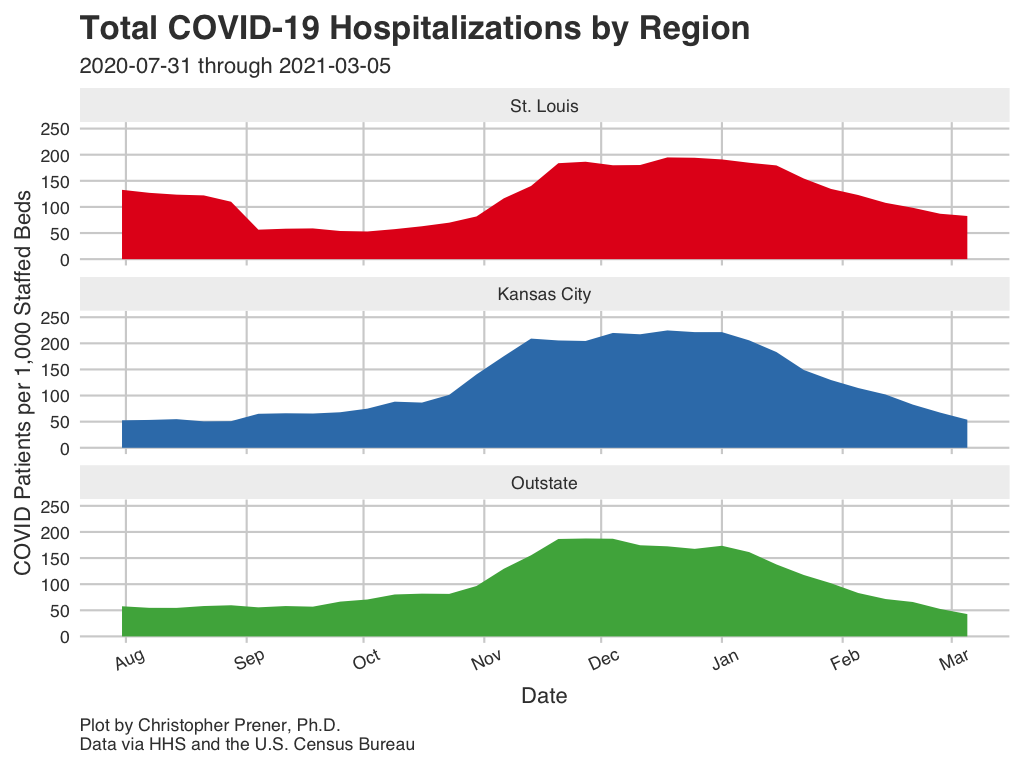 Total COVID-19 Hospitalizations by Region
2020-07-31 through 2021-03-05
COVID Patients per 1,000 Staffed Beds
St. Louis
250
200
150
100
50
0
Kansas City
250
200
150
100
50
0
Outstate
250
200
150
100
50
0
Aug Sep Oct Nov Dec Jan Feb Mar
Date
Plot by Christopher Prener, Ph.D.
Data via HHS and the U.S. Census Bureau